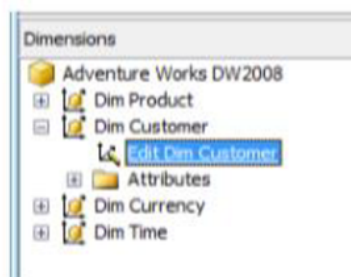 Dimensions
Adventure Works DW2008
Dim Product
Dim Customer
Edit Dim Customer
Attributes
Dim Currency
Dim Time